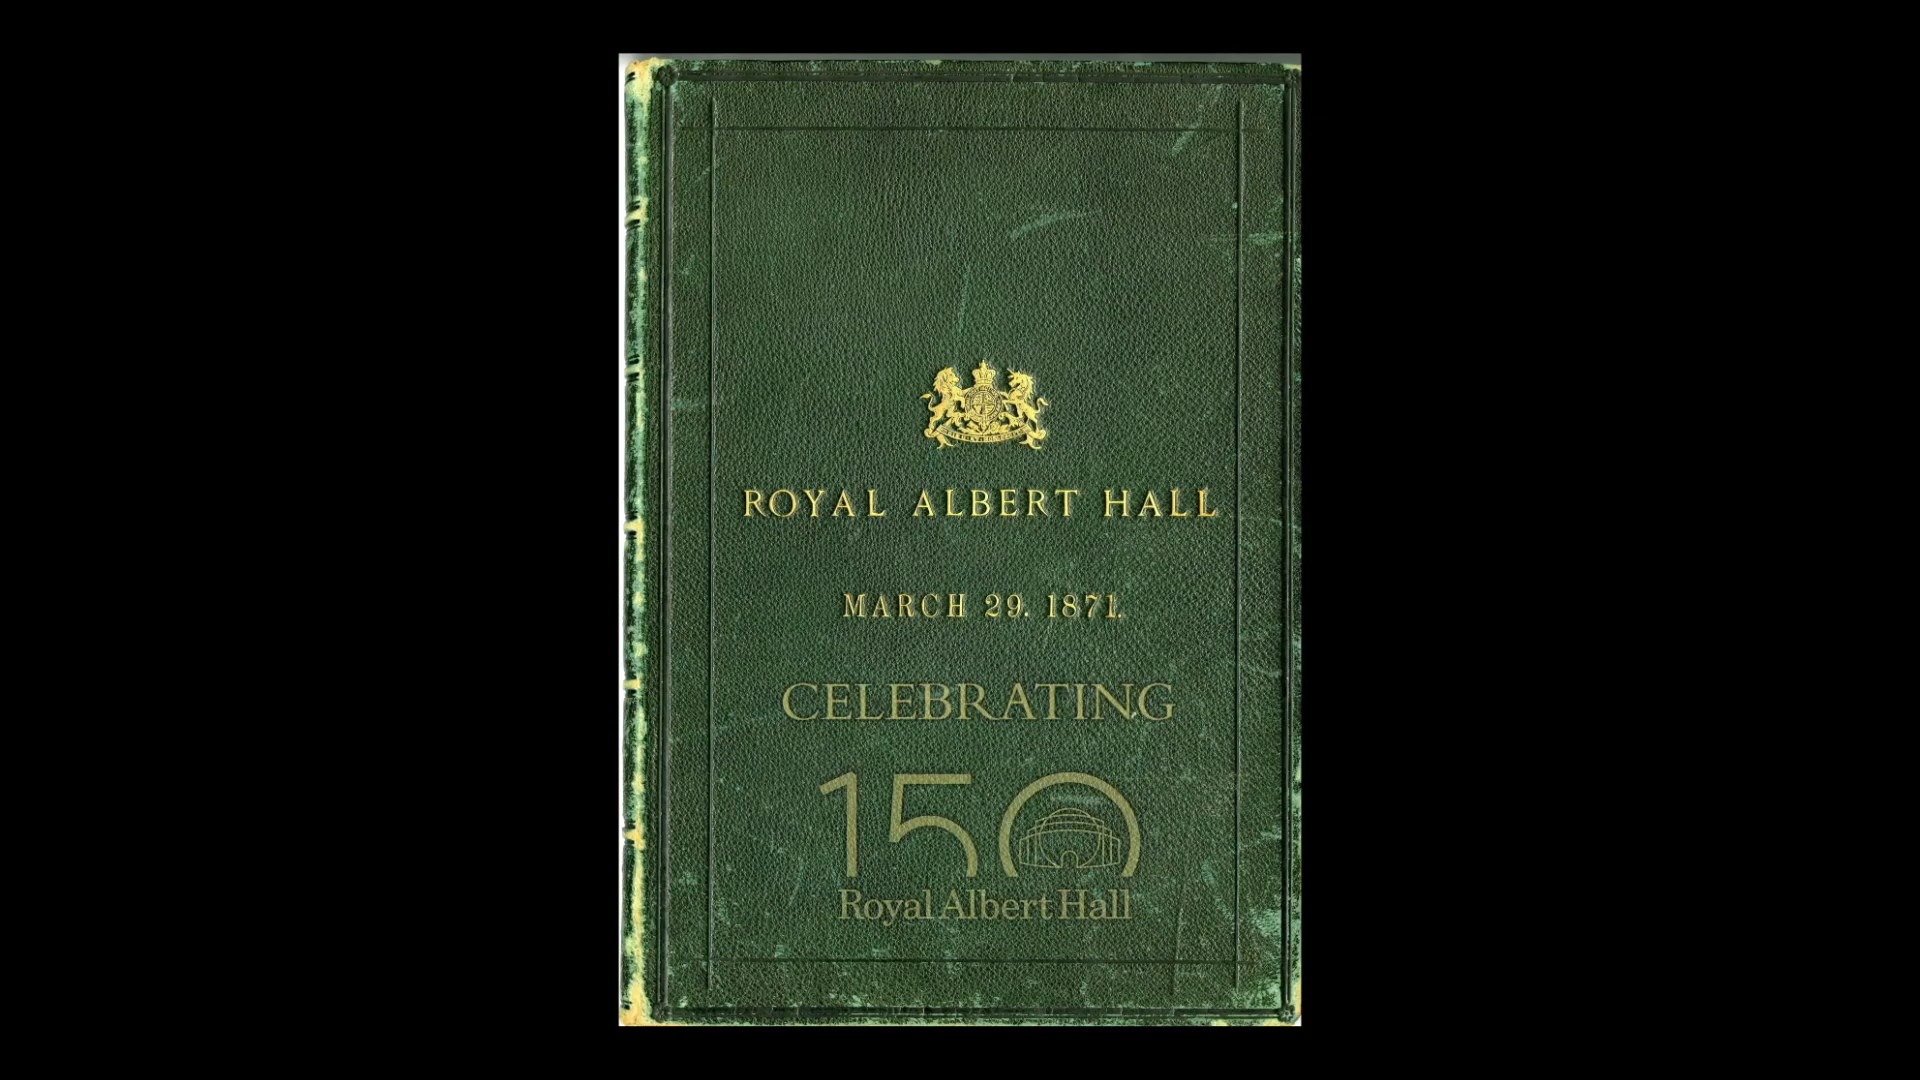 ROYAL ALBERT HALL
MARCH 29. 1871.
CELEBRATING
150
Royal Albert Hall